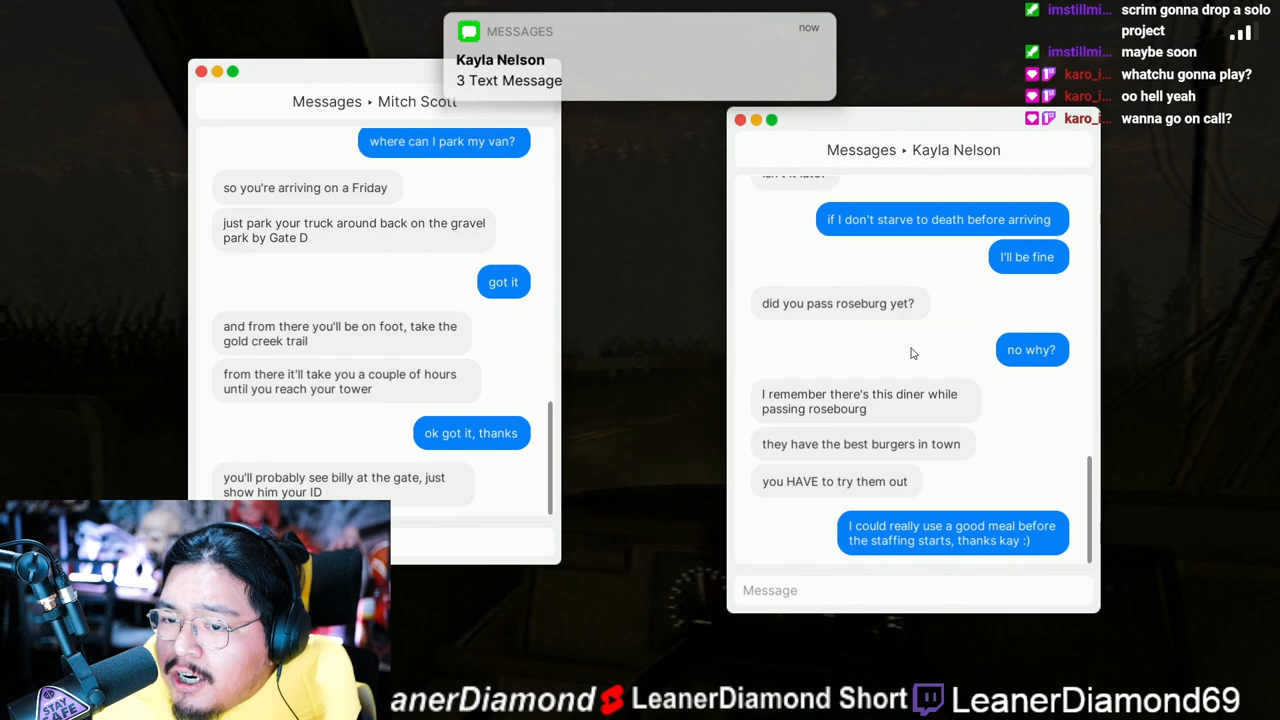 MESSAGES
now
Kayla Nelson
3 Text Message
Messages ▸ Mitch Scott
where can I park my van?
so you're arriving on a Friday
just park your truck around back on the gravel
park by Gate D
got it
and from there you'll be on foot, take the
gold creek trail
from there it'll take you a couple of hours
until you reach your tower
ok got it, thanks
you'll probably see billy at the gate, just
show him your ID
Messages ▸ Kayla Nelson
isn't it late?
if I don't starve to death before arriving
I'll be fine
did you pass roseburg yet?
no why?
I remember there's this diner while
passing rosebourg
they have the best burgers in town
you HAVE to try them out
I could really use a good meal before
the staffing starts, thanks kay :)
Message
imstillmi... scrim gonna drop a solo
project
imstillmi... maybe soon
karo_i... whatchu gonna play?
karo_i... oo hell yeah
karo_i... wanna go on call?
STAY
SAFE
anerDiamond LeanerDiamond Short LeanerDiamond69